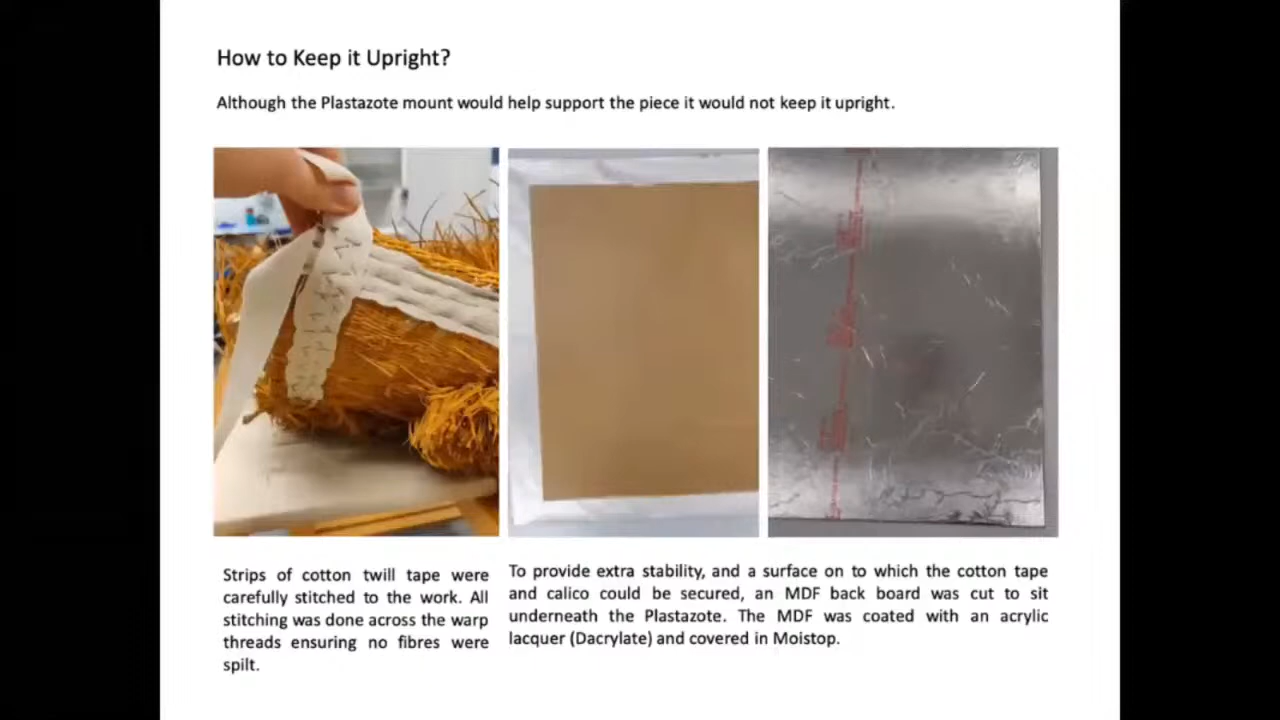 How to Keep it Upright?
Although the Plastazote mount would help support the piece it would not keep it upright.
Strips of cotton twill tape were
carefully stitched to the work. All
stitching was done across the warp
threads ensuring no fibres were
spilt.
To provide extra stability, and a surface on to which the cotton tape
and calico could be secured, an MDF back board was cut to sit
underneath the Plastazote. The MDF was coated with an acrylic
lacquer (Dacrylate) and covered in Moistop.